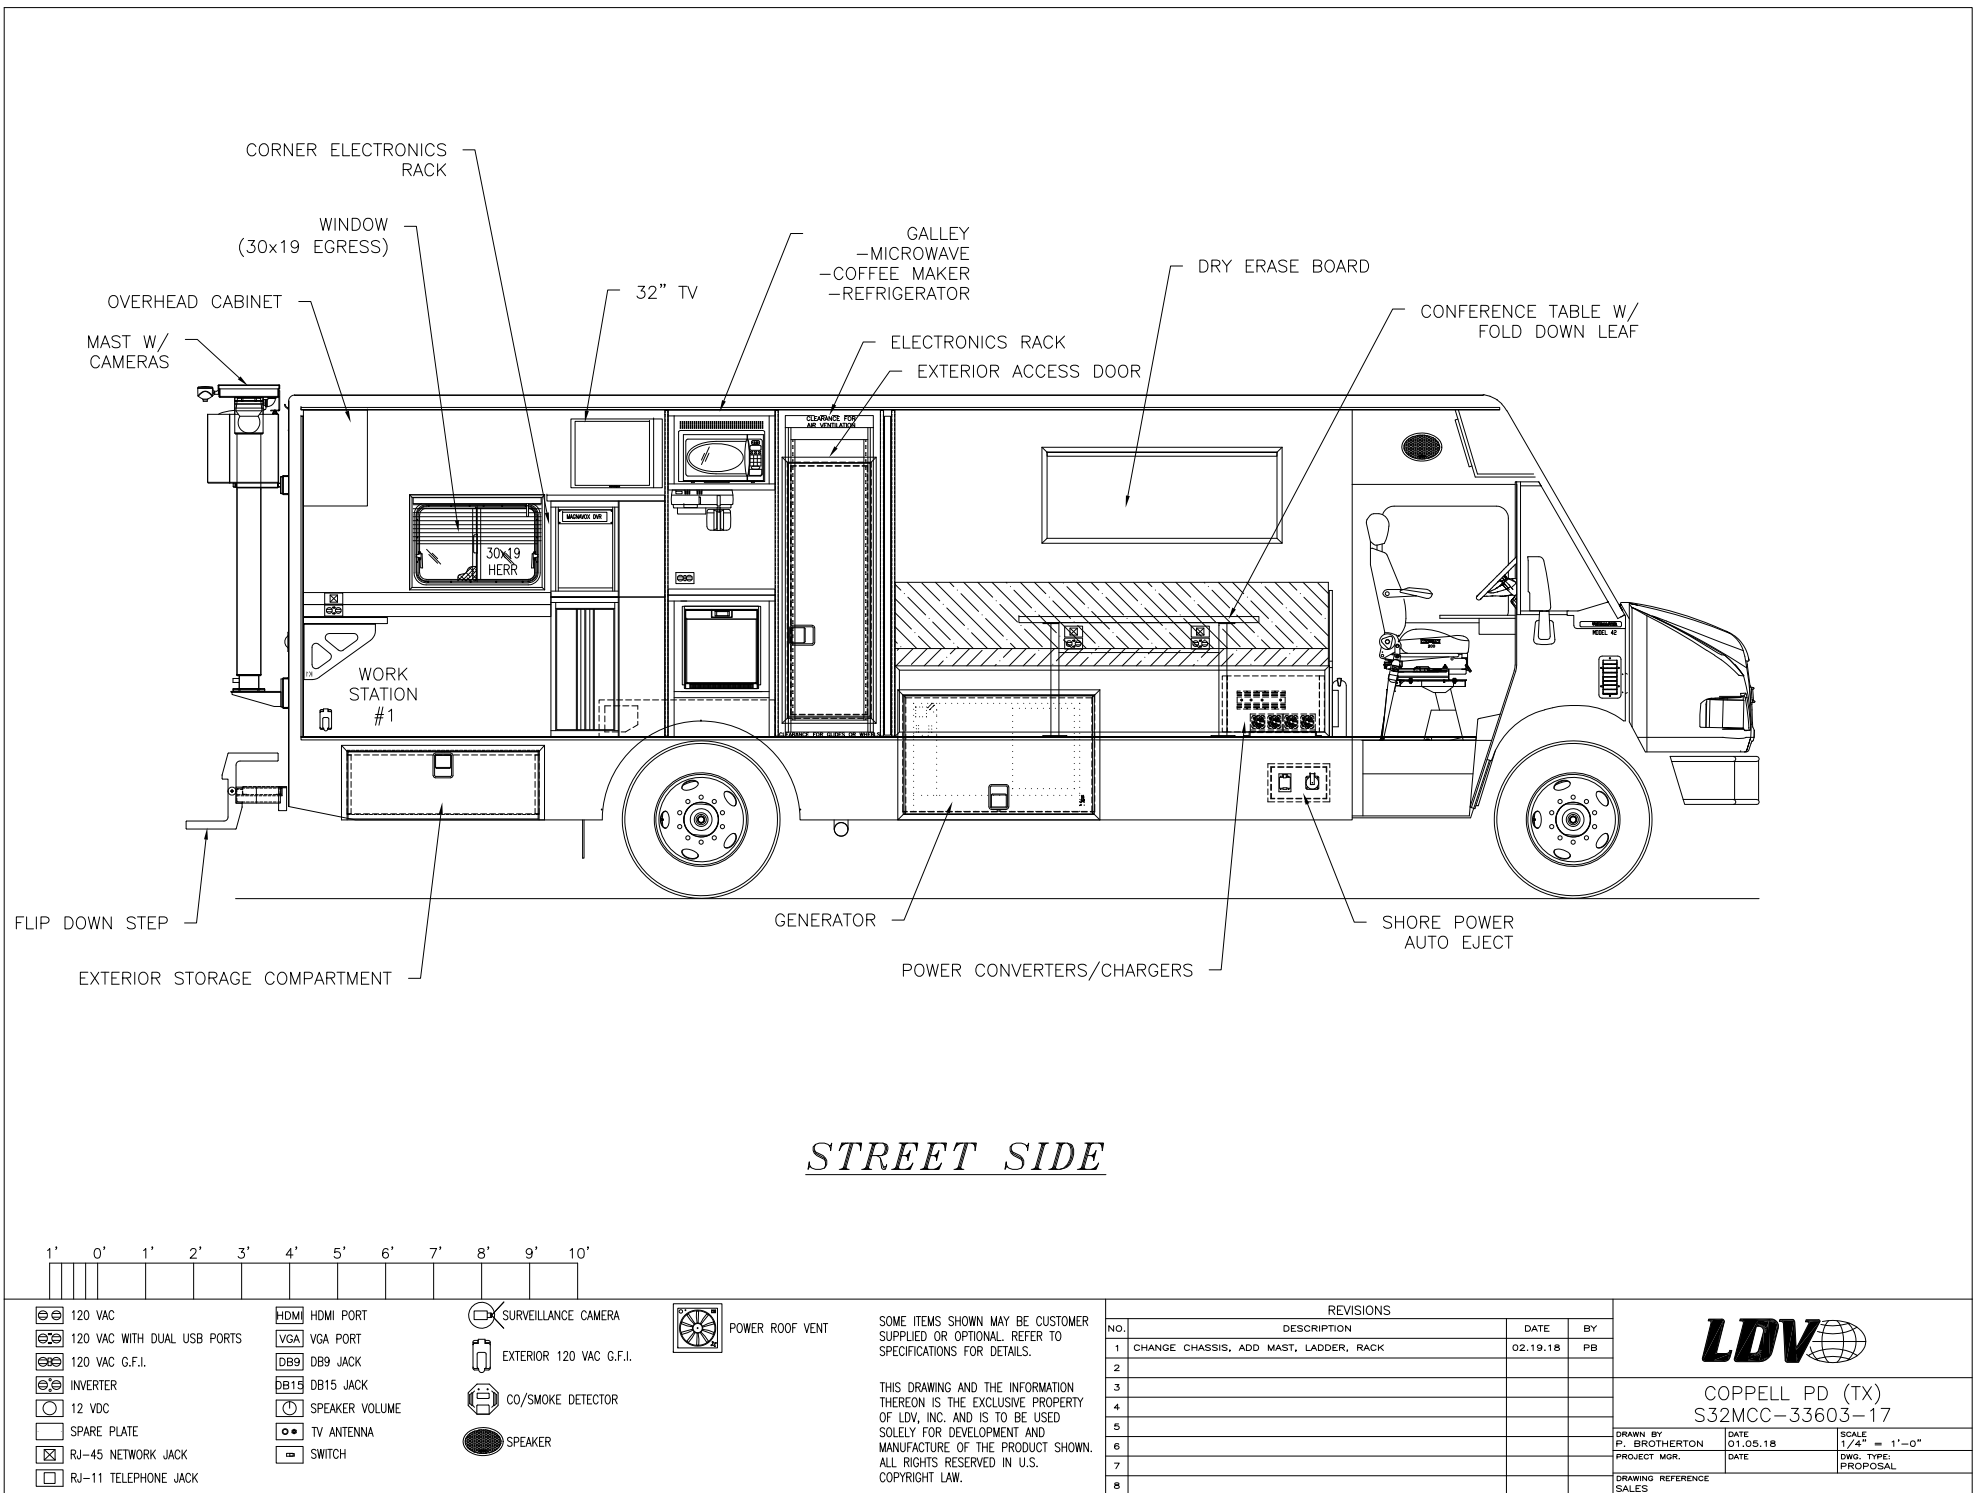 CORNER ELECTRONICS
RACK
WINDOW
(30x19 EGRESS)
GALLEY
-MICROWAVE
-COFFEE MAKER
-REFRIGERATOR
DRY ERASE BOARD
OVERHEAD CABINET
32" TV
CONFERENCE TABLE W/
FOLD DOWN LEAF
MAST W/
CAMERAS
ELECTRONICS RACK
EXTERIOR ACCESS DOOR
CLEARANCE FOR
AIR VENTILATION
MAGNAVOX DVR
30x19
HERR
MODEL 42
WORK
STATION
#1
CLEARANCE FOR GLIDES OR WHEELS
FLIP DOWN STEP
GENERATOR
SHORE POWER
AUTO EJECT
EXTERIOR STORAGE COMPARTMENT
POWER CONVERTERS/CHARGERS
STREET SIDE
1' 0' 1' 2' 3' 4' 5' 6' 7' 8' 9' 10'
120 VAC
120 VAC WITH DUAL USB PORTS
120 VAC G.F.I.
INVERTER
12 VDC
SPARE PLATE
RJ-45 NETWORK JACK
RJ-11 TELEPHONE JACK
HDMI HDMI PORT
VGA VGA PORT
DB9 DB9 JACK
DB15 DB15 JACK
SPEAKER VOLUME
TV ANTENNA
SWITCH
SURVEILLANCE CAMERA
EXTERIOR 120 VAC G.F.I.
CO/SMOKE DETECTOR
SPEAKER
POWER ROOF VENT
SOME ITEMS SHOWN MAY BE CUSTOMER
SUPPLIED OR OPTIONAL. REFER TO
SPECIFICATIONS FOR DETAILS.
THIS DRAWING AND THE INFORMATION
THEREON IS THE EXCLUSIVE PROPERTY
OF LDV, INC. AND IS TO BE USED
SOLELY FOR DEVELOPMENT AND
MANUFACTURE OF THE PRODUCT SHOWN.
ALL RIGHTS RESERVED IN U.S.
COPYRIGHT LAW.
REVISIONS
NO. DESCRIPTION DATE BY
1 CHANGE CHASSIS, ADD MAST, LADDER, RACK 02.19.18 PB
2
3
4
5
6
7
8
LDV
COPPELL PD (TX)
S32MCC-33603-17
DRAWN BY DATE SCALE
P. BROTHERTON 01.05.18 1/4" = 1'-0"
PROJECT MGR. DATE DWG. TYPE:
PROPOSAL
DRAWING REFERENCE
SALES